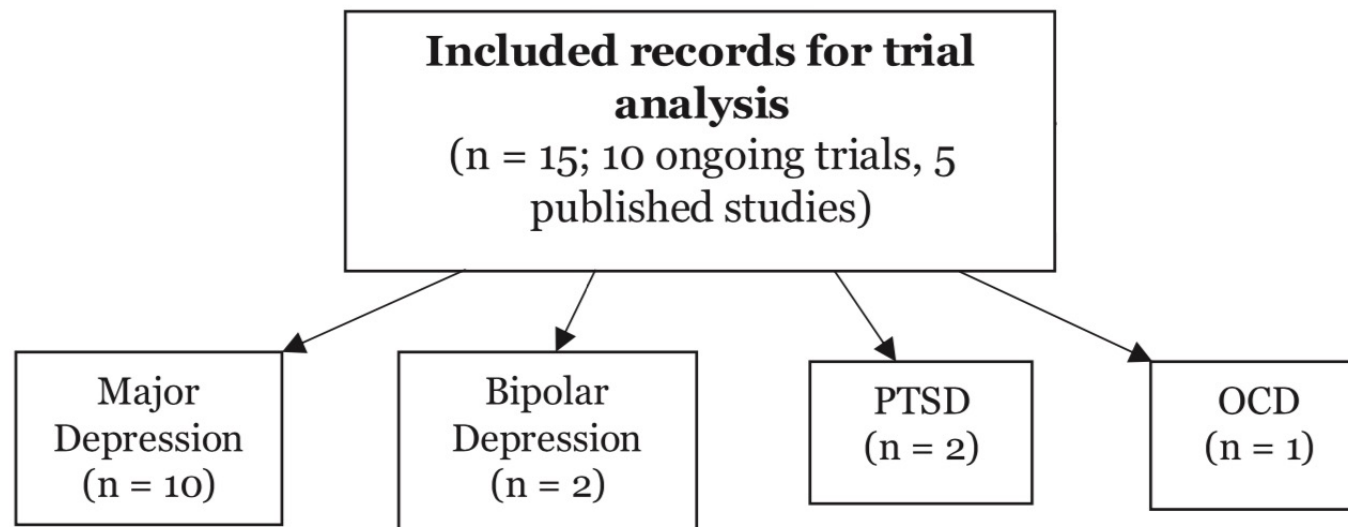 Included records for trial
analysis
(n = 15; 10 ongoing trials, 5
published studies)
Major
Depression
(n = 10)
Bipolar
Depression
(n = 2)
PTSD
(n = 2)
OCD
(n = 1)